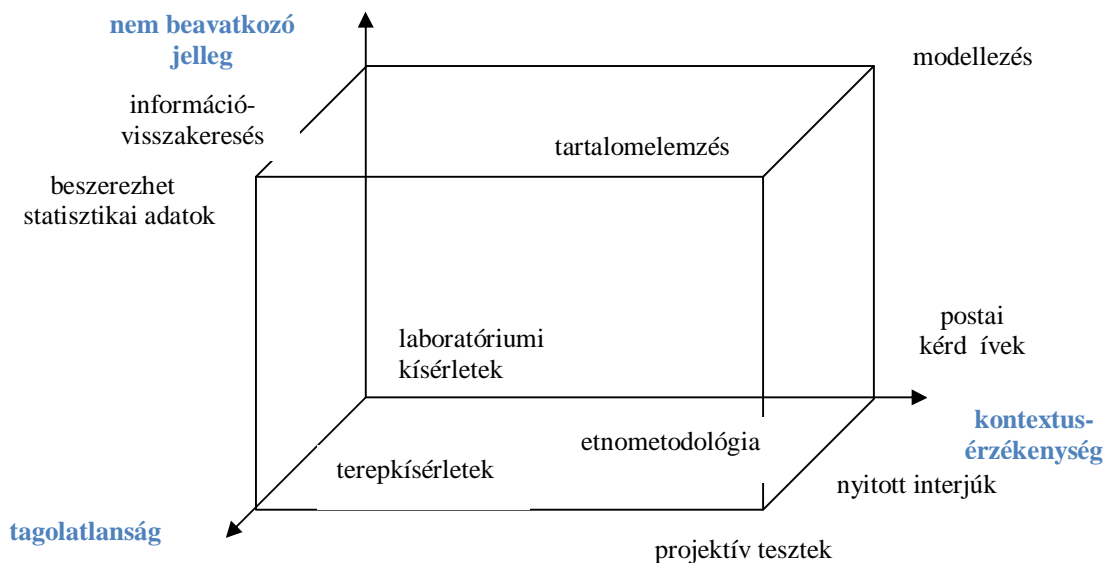 nem beavatkozó
jelleg
modellezés
információ-
visszakeresés
tartalomelemzés
beszerezhet
statisztikai adatok
laboratóriumi
kísérletek
postai
kérd ívek
kontextus-
érzékenység
etnometodológia
terepkísérletek
nyitott interjúk
tagolatlanság
projektív tesztek